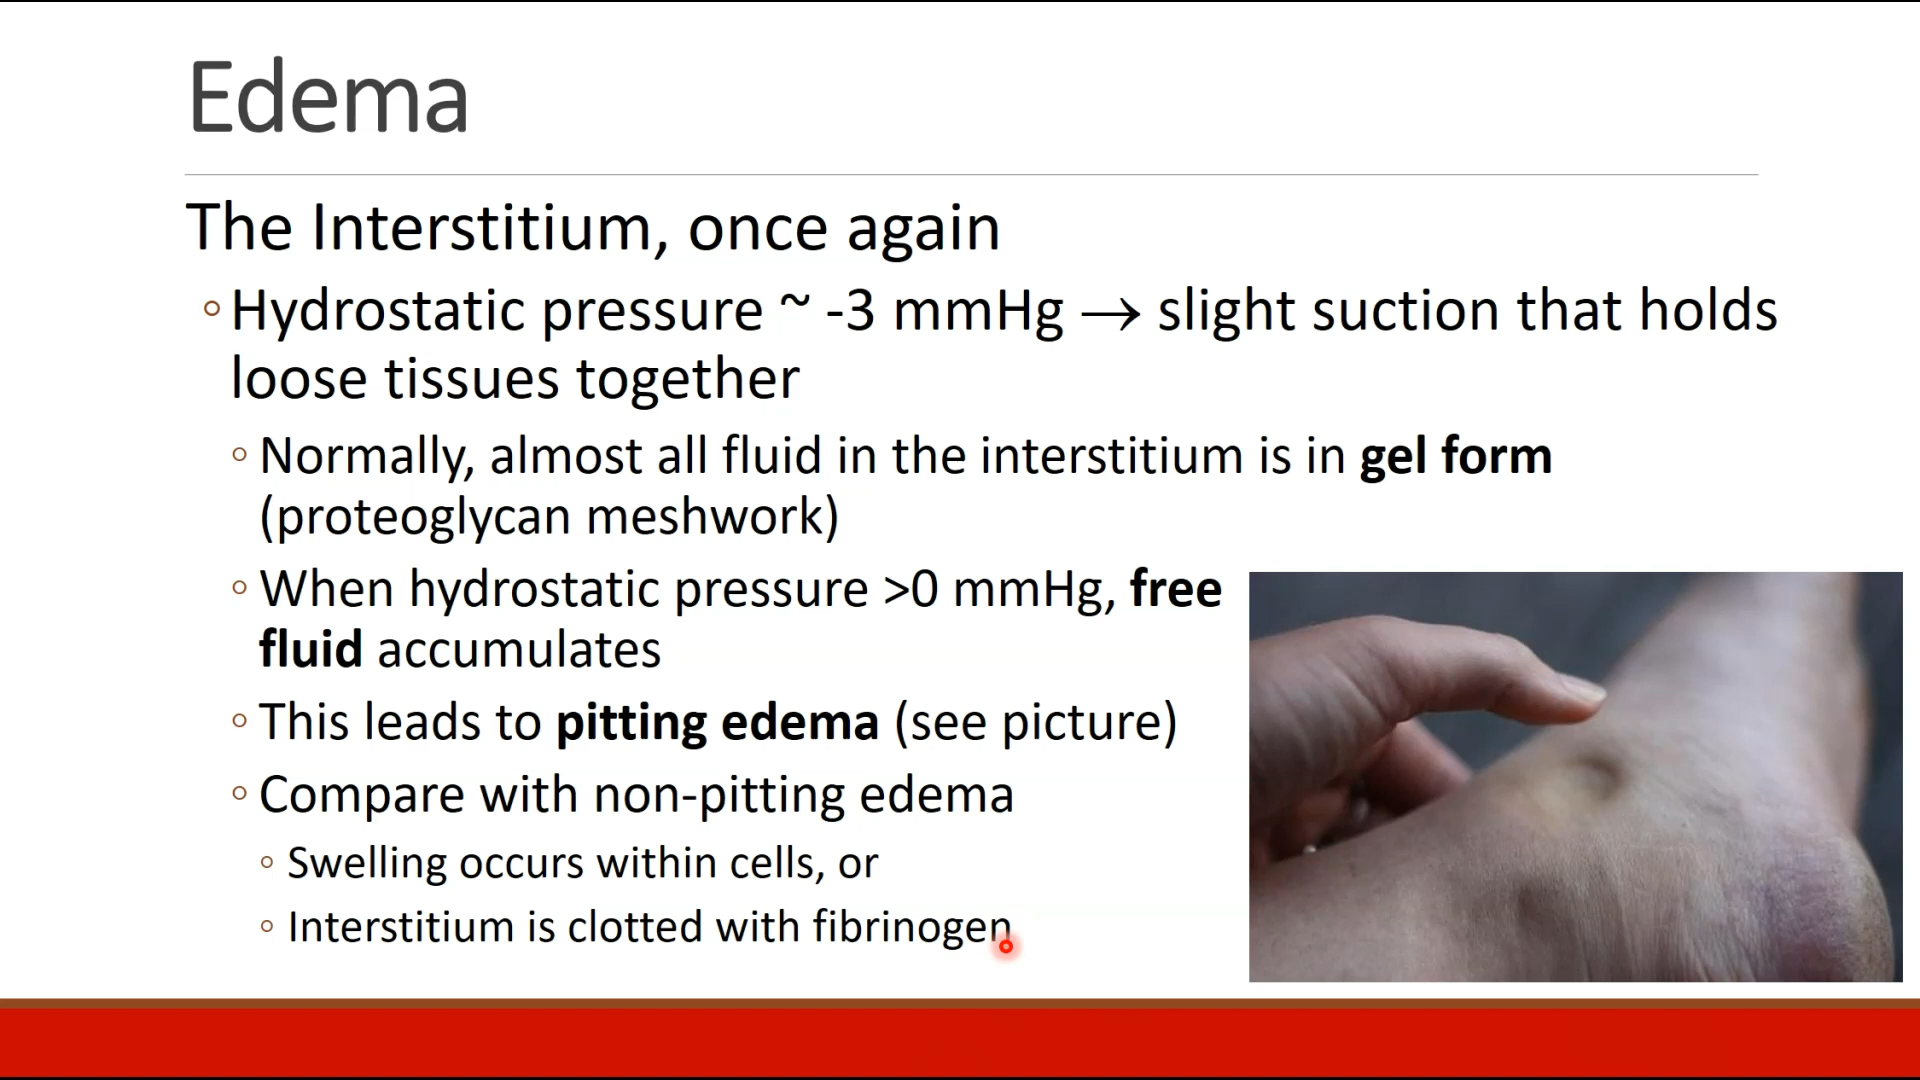 Edema
The Interstitium, once again
◦ Hydrostatic pressure ~ -3 mmHg → slight suction that holds
loose tissues together
◦ Normally, almost all fluid in the interstitium is in gel form
(proteoglycan meshwork)
◦ When hydrostatic pressure >0 mmHg, free
fluid accumulates
◦ This leads to pitting edema (see picture)
◦ Compare with non-pitting edema
◦ Swelling occurs within cells, or
◦ Interstitium is clotted with fibrinogen